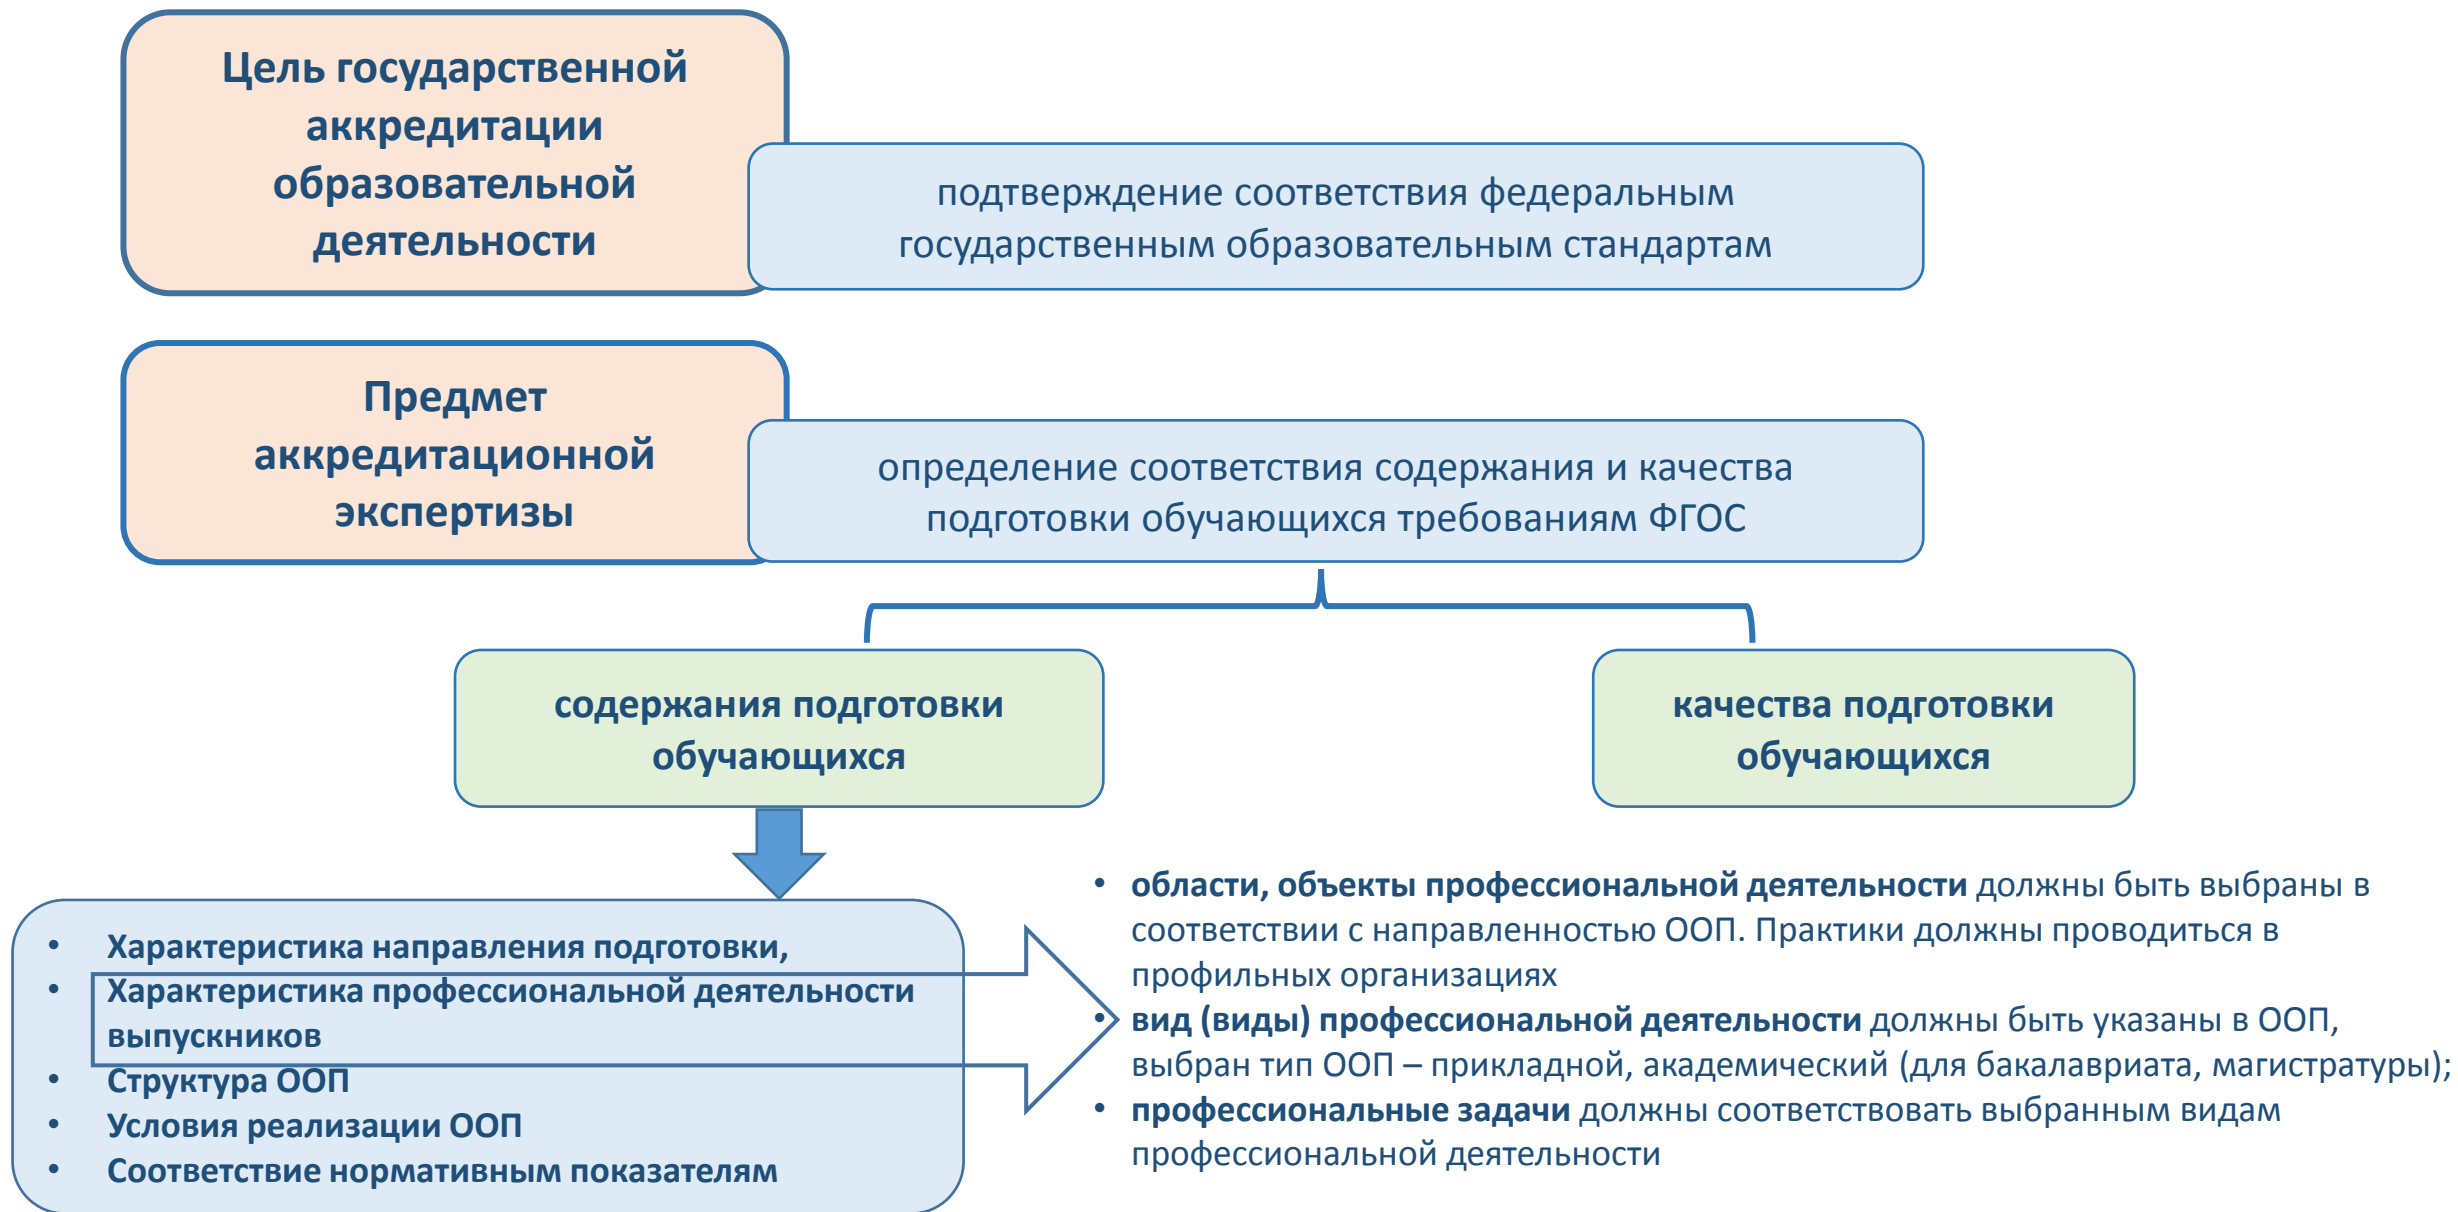 Цель государственной
аккредитации
образовательной
деятельности
подтверждение соответствия федеральным
государственным образовательным стандартам
Предмет
аккредитационной
экспертизы
определение соответствия содержания и качества
подготовки обучающихся требованиям ФГОС
содержания подготовки
обучающихся
качества подготовки
обучающихся
• Характеристика направления подготовки,
• Характеристика профессиональной деятельности
выпускников
• Структура ООП
• Условия реализации ООП
• Соответствие нормативным показателям
• области, объекты профессиональной деятельности должны быть выбраны в
соответствии с направленностью ООП. Практики должны проводиться в
профильных организациях
• вид (виды) профессиональной деятельности должны быть указаны в ООП,
выбран тип ООП – прикладной, академический (для бакалавриата, магистратуры);
• профессиональные задачи должны соответствовать выбранным видам
профессиональной деятельности